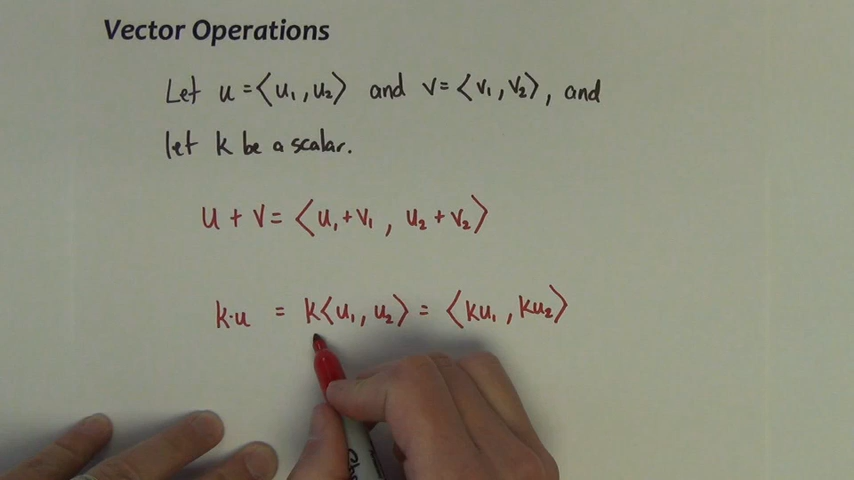 Vector Operations
Let u = ⟨u₁, u₂⟩ and v = ⟨v₁, v₂⟩, and
let k be a scalar.
u + v = ⟨u₁ + v₁, u₂ + v₂⟩
k·u = k⟨u₁, u₂⟩ = ⟨ku₁, ku₂⟩